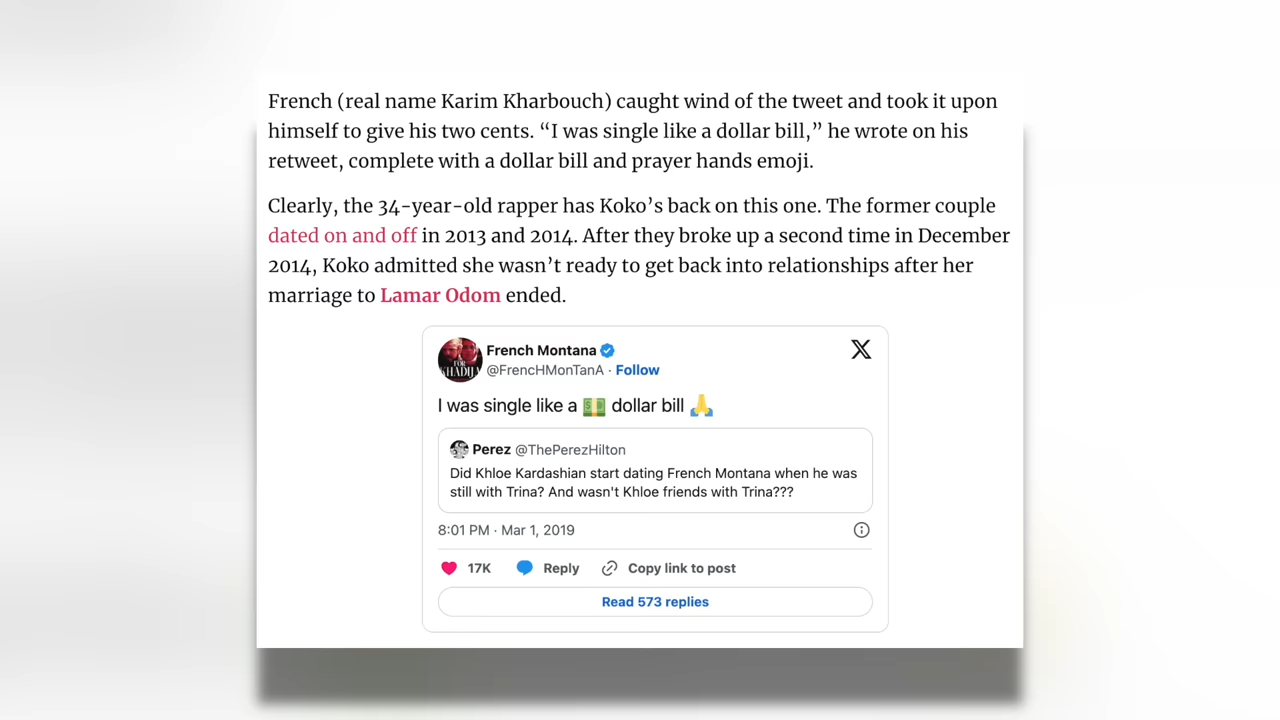 French (real name Karim Kharbouch) caught wind of the tweet and took it upon
himself to give his two cents. “I was single like a dollar bill,” he wrote on his
retweet, complete with a dollar bill and prayer hands emoji.
Clearly, the 34-year-old rapper has Koko’s back on this one. The former couple
dated on and off in 2013 and 2014. After they broke up a second time in December
2014, Koko admitted she wasn’t ready to get back into relationships after her
marriage to Lamar Odom ended.
French Montana
@FrencHMonTanA · Follow
I was single like a 💵 dollar bill 🙏
Perez @ThePerezHilton
Did Khloe Kardashian start dating French Montana when he was
still with Trina? And wasn't Khloe friends with Trina???
8:01 PM · Mar 1, 2019
17K Reply Copy link to post
Read 573 replies